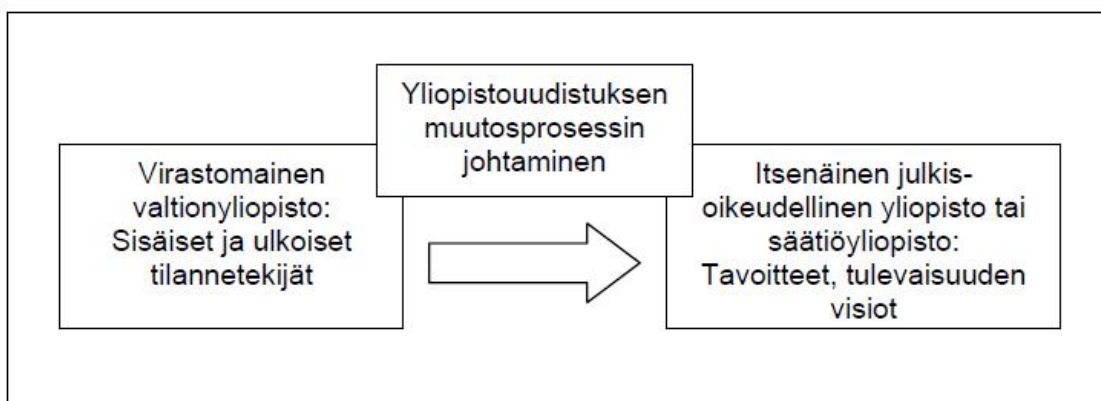 Yliopistouudistuksen
muutosprosessin
johtaminen
Virastomainen
valtionyliopisto:
Sisäiset ja ulkoiset
tilannetekijät
Itsenäinen julkis-
oikeudellinen yliopisto tai
säätiöyliopisto:
Tavoitteet, tulevaisuuden
visiot